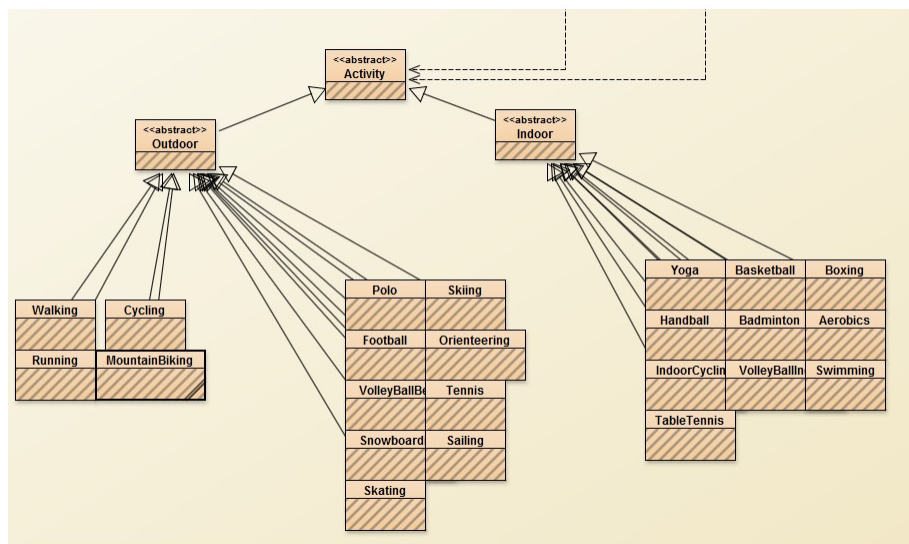 <<abstract>>
Activity
<<abstract>>
Outdoor
<<abstract>>
Indoor
Walking
Cycling
Running
MountainBiking
Polo
Skiing
Football
Orienteering
VolleyBallBe
Tennis
Snowboard
Sailing
Skating
Yoga
Basketball
Boxing
Handball
Badminton
Aerobics
IndoorCyclin
VolleyBallIn
Swimming
TableTennis